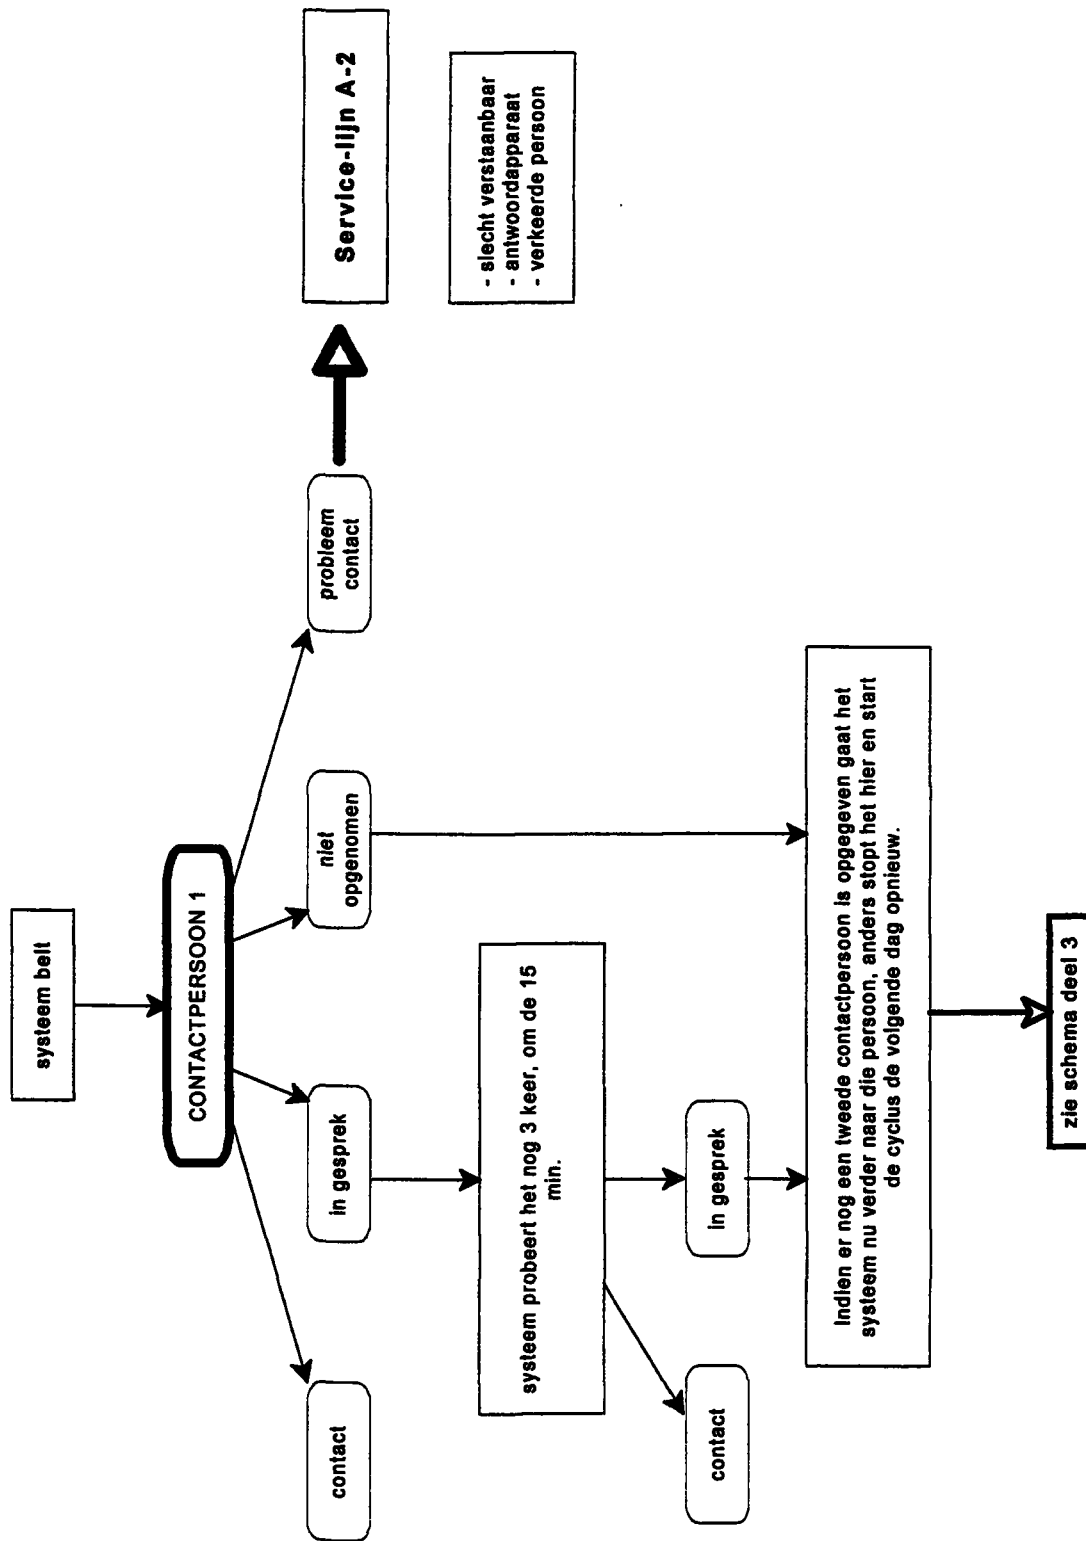 systeem belt
CONTACTPERSOON 1
contact
in gesprek
niet
opgenomen
probleem
contact
Service-lijn A-2
- slecht verstaanbaar
- antwoordapparaat
- verkeerde persoon
systeem probeert het nog 3 keer, om de 15
min.
contact
in gesprek
Indien er nog een tweede contactpersoon is opgegeven gaat het
systeem nu verder naar die persoon, anders stopt het hier en start
de cyclus de volgende dag opnieuw.
zie schema deel 3